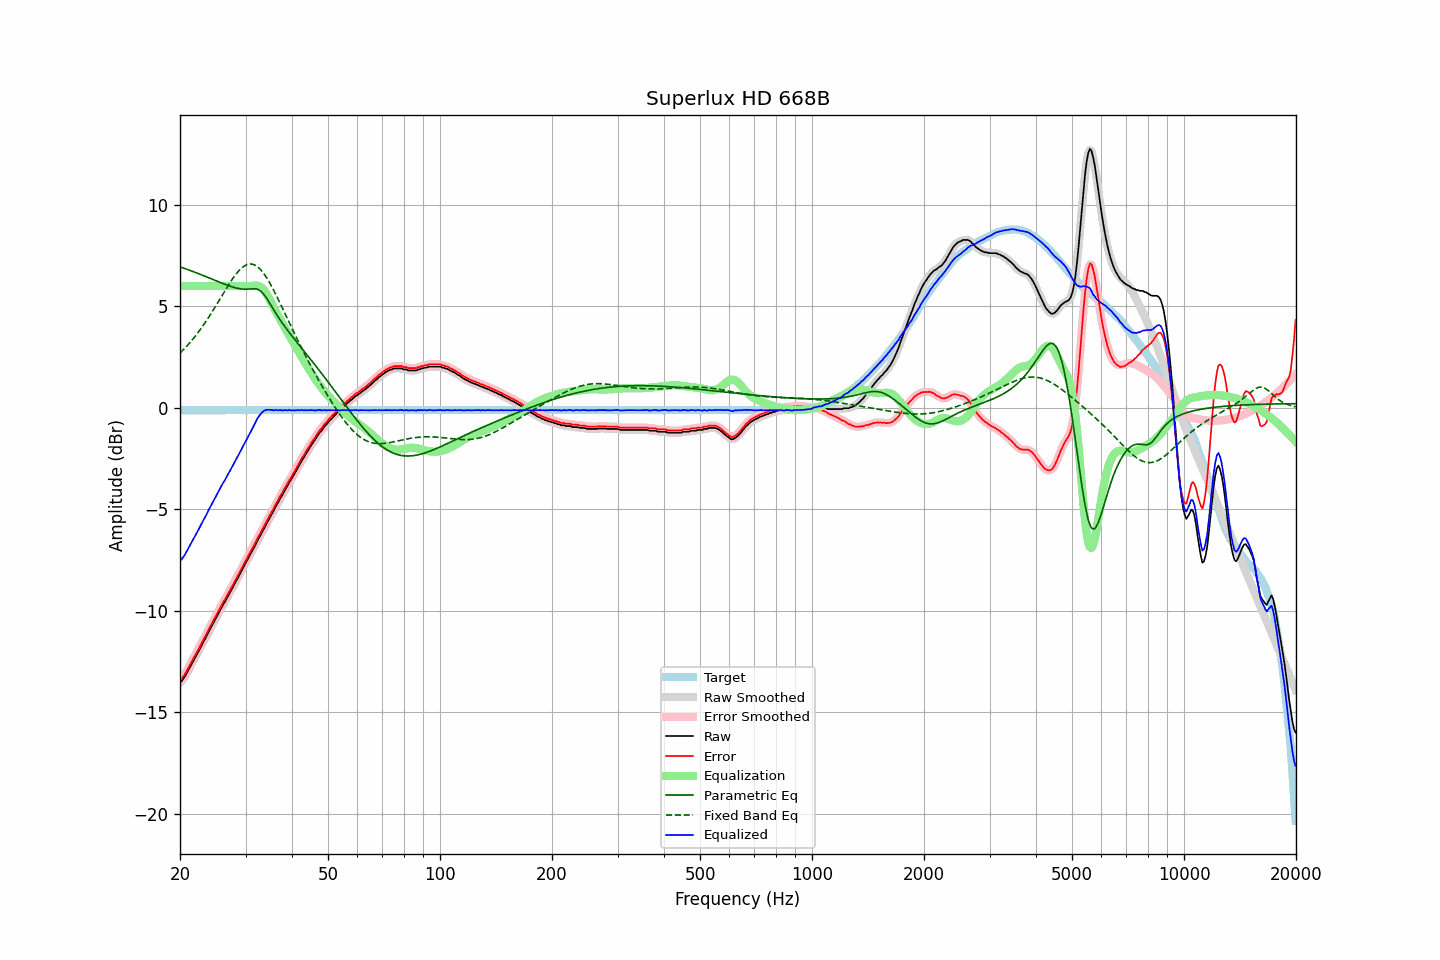 Superlux HD 668B
Amplitude (dBr)
10
5
0
−5
−10
−15
−20
Target
Raw Smoothed
Error Smoothed
Raw
Error
Equalization
Parametric Eq
Fixed Band Eq
Equalized
20 50 100 200 500 1000 2000 5000 10000 20000
Frequency (Hz)